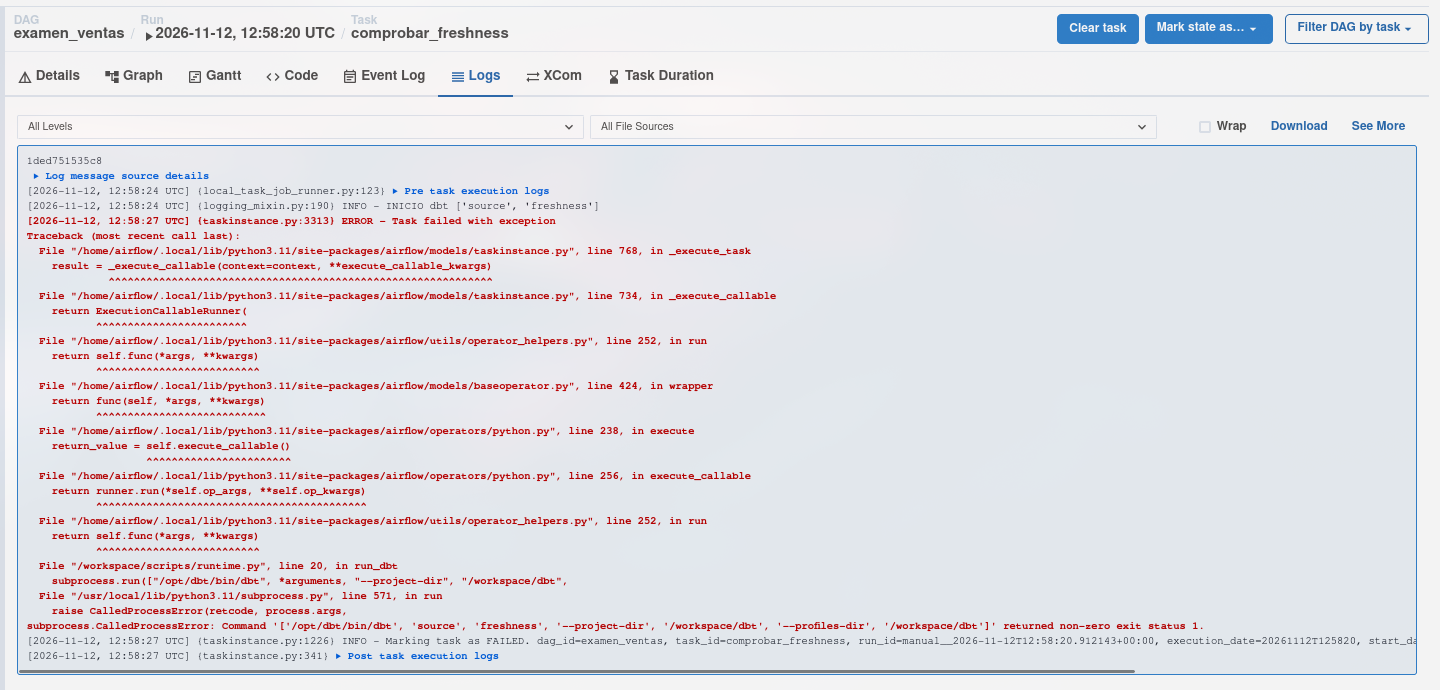 DAG Run Task
examen_ventas / ▶ 2026-11-12, 12:58:20 UTC / comprobar_freshness
Clear task Mark state as… Filter DAG by task
Details Graph Gantt Code Event Log Logs XCom Task Duration
All Levels All File Sources Wrap Download See More
1ded751535c8
▶ Log message source details
[2026-11-12, 12:58:24 UTC] {local_task_job_runner.py:123} ▶ Pre task execution logs
[2026-11-12, 12:58:24 UTC] {logging_mixin.py:190} INFO - INICIO dbt ['source', 'freshness']
[2026-11-12, 12:58:27 UTC] {taskinstance.py:3313} ERROR - Task failed with exception
Traceback (most recent call last):
File "/home/airflow/.local/lib/python3.11/site-packages/airflow/models/taskinstance.py", line 768, in _execute_task
result = _execute_callable(context=context, **execute_callable_kwargs)
^^^^^^^^^^^^^^^^^^^^^^^^^^^^^^^^^^^^^^^^^^^^^^^^^^^^^^^^^^^^^
File "/home/airflow/.local/lib/python3.11/site-packages/airflow/models/taskinstance.py", line 734, in _execute_callable
return ExecutionCallableRunner(
^^^^^^^^^^^^^^^^^^^^^^^^
File "/home/airflow/.local/lib/python3.11/site-packages/airflow/utils/operator_helpers.py", line 252, in run
return self.func(*args, **kwargs)
^^^^^^^^^^^^^^^^^^^^^^^^^^
File "/home/airflow/.local/lib/python3.11/site-packages/airflow/models/baseoperator.py", line 424, in wrapper
return func(self, *args, **kwargs)
^^^^^^^^^^^^^^^^^^^^^^^^^^^
File "/home/airflow/.local/lib/python3.11/site-packages/airflow/operators/python.py", line 238, in execute
return_value = self.execute_callable()
^^^^^^^^^^^^^^^^^^^^^^^
File "/home/airflow/.local/lib/python3.11/site-packages/airflow/operators/python.py", line 256, in execute_callable
return runner.run(*self.op_args, **self.op_kwargs)
^^^^^^^^^^^^^^^^^^^^^^^^^^^^^^^^^^^^^^^^^^^
File "/home/airflow/.local/lib/python3.11/site-packages/airflow/utils/operator_helpers.py", line 252, in run
return self.func(*args, **kwargs)
^^^^^^^^^^^^^^^^^^^^^^^^^^
File "/workspace/scripts/runtime.py", line 20, in run_dbt
subprocess.run(["/opt/dbt/bin/dbt", *arguments, "--project-dir", "/workspace/dbt",
File "/usr/local/lib/python3.11/subprocess.py", line 571, in run
raise CalledProcessError(retcode, process.args,
subprocess.CalledProcessError: Command '['/opt/dbt/bin/dbt', 'source', 'freshness', '--project-dir', '/workspace/dbt', '--profiles-dir', '/workspace/dbt']' returned non-zero exit status 1.
[2026-11-12, 12:58:27 UTC] {taskinstance.py:1226} INFO - Marking task as FAILED. dag_id=examen_ventas, task_id=comprobar_freshness, run_id=manual__2026-11-12T12:58:20.912143+00:00, execution_date=20261112T125820, start_da
[2026-11-12, 12:58:27 UTC] {taskinstance.py:341} ▶ Post task execution logs